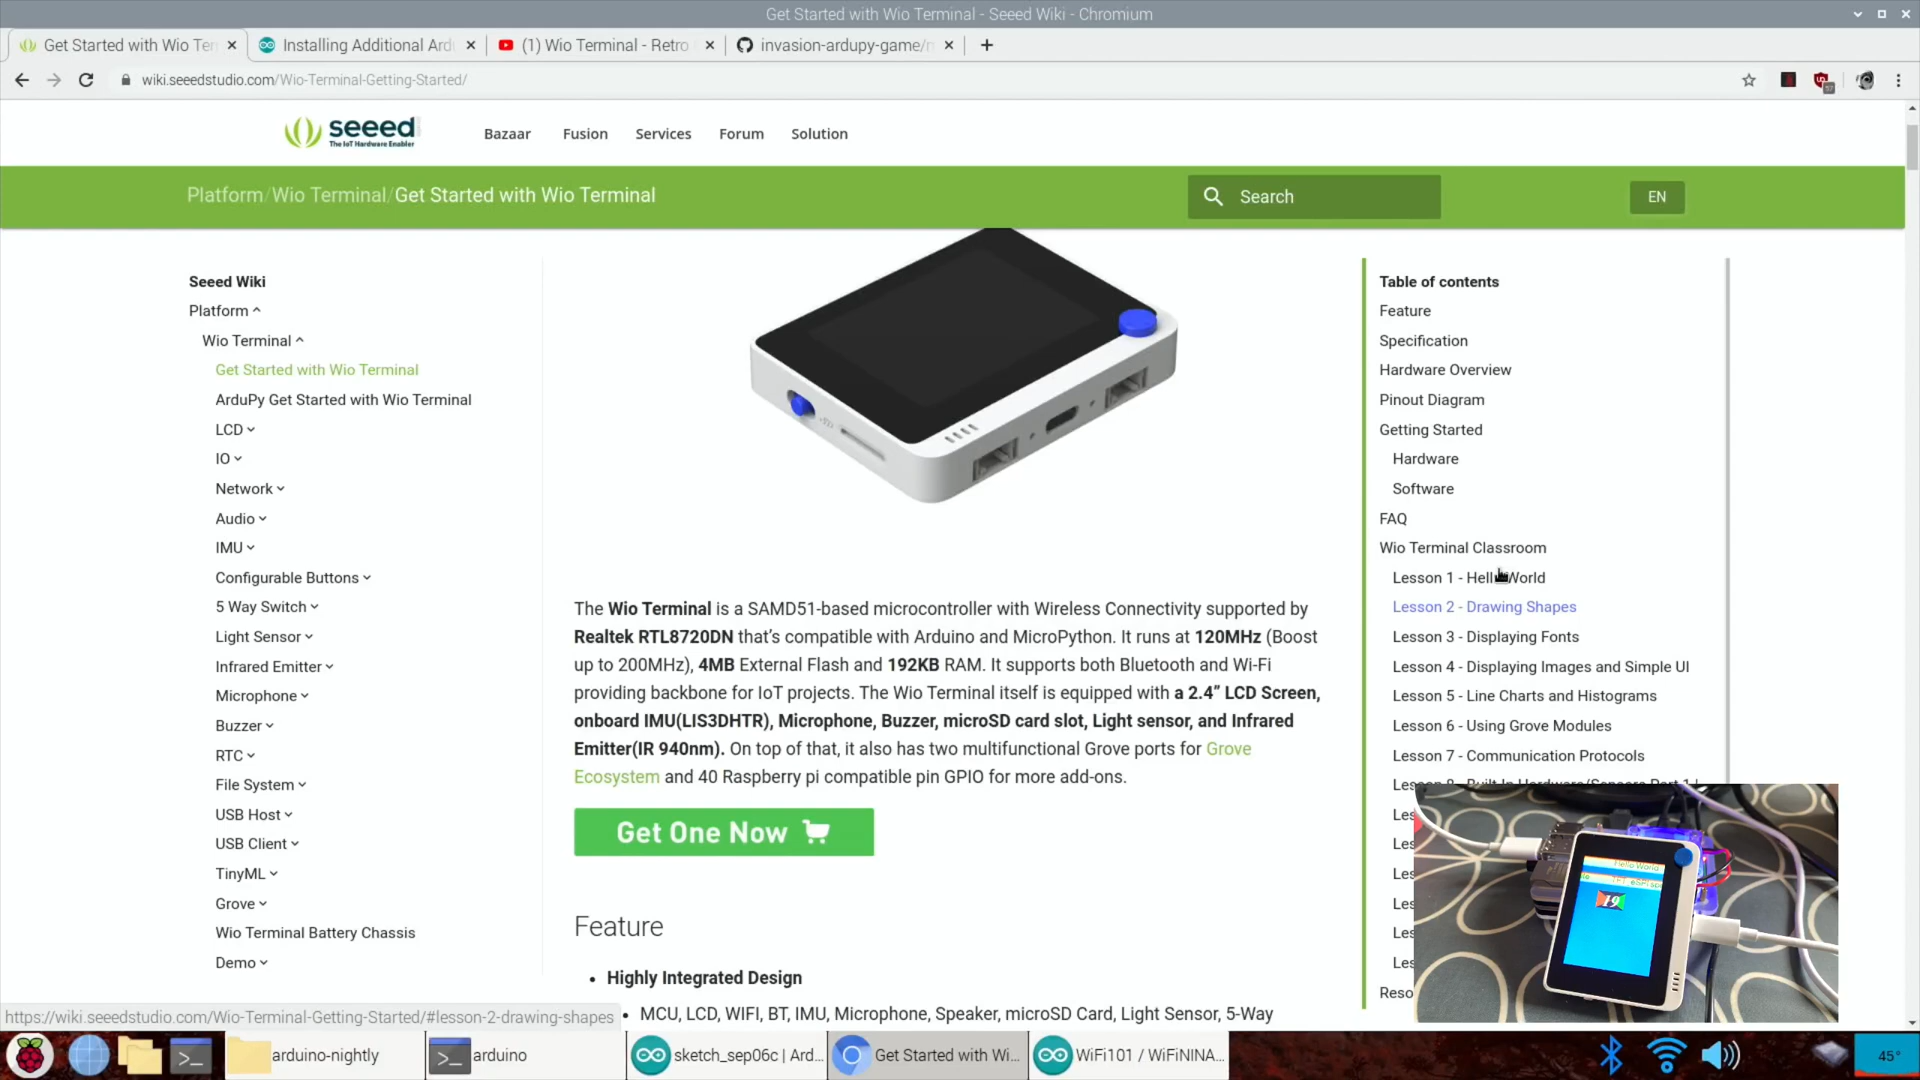 Get Started with Wio Terminal - Seeed Wiki - Chromium
Get Started with Wio Ter
Installing Additional Ard
(1) Wio Terminal - Retro
invasion-ardupy-game/
wiki.seeedstudio.com/Wio-Terminal-Getting-Started/
57
seeed
The IoT Hardware Enabler
Bazaar
Fusion
Services
Forum
Solution
Platform/Wio Terminal/Get Started with Wio Terminal
Search
EN
Seeed Wiki
Platform
Wio Terminal
Get Started with Wio Terminal
ArduPy Get Started with Wio Terminal
LCD
IO
Network
Audio
IMU
Configurable Buttons
5 Way Switch
Light Sensor
Infrared Emitter
Microphone
Buzzer
RTC
File System
USB Host
USB Client
TinyML
Grove
Wio Terminal Battery Chassis
Demo
The Wio Terminal is a SAMD51-based microcontroller with Wireless Connectivity supported by
Realtek RTL8720DN that's compatible with Arduino and MicroPython. It runs at 120MHz (Boost
up to 200MHz), 4MB External Flash and 192KB RAM. It supports both Bluetooth and Wi-Fi
providing backbone for IoT projects. The Wio Terminal itself is equipped with a 2.4” LCD Screen,
onboard IMU(LIS3DHTR), Microphone, Buzzer, microSD card slot, Light sensor, and Infrared
Emitter(IR 940nm). On top of that, it also has two multifunctional Grove ports for Grove
Ecosystem and 40 Raspberry pi compatible pin GPIO for more add-ons.
Get One Now
Feature
• Highly Integrated Design
• MCU, LCD, WIFI, BT, IMU, Microphone, Speaker, microSD Card, Light Sensor, 5-Way
Table of contents
Feature
Specification
Hardware Overview
Pinout Diagram
Getting Started
Hardware
Software
FAQ
Wio Terminal Classroom
Lesson 1 - Hello World
Lesson 2 - Drawing Shapes
Lesson 3 - Displaying Fonts
Lesson 4 - Displaying Images and Simple UI
Lesson 5 - Line Charts and Histograms
Lesson 6 - Using Grove Modules
Lesson 7 - Communication Protocols
Les
Les
Les
Les
Les
Les
Reso
Hello World
19
https://wiki.seeedstudio.com/Wio-Terminal-Getting-Started/#lesson-2-drawing-shapes
arduino-nightly
arduino
sketch_sep06c | Ard...
Get Started with Wi...
WiFi101 / WiFiNINA...
45°